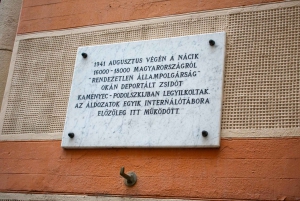 1941 AUGUSZTUS VÉGÉN A NÁCIK
16000-18000 MAGYARORSZÁGRÓL
"RENDEZETLEN ÁLLAMPOLGÁRSÁG"
OKÁN DEPORTÁLT ZSIDÓT
KAMENYEC-PODOLSZKIJBAN LEGYILKOLTAK.
AZ ÁLDOZATOK EGYIK INTERNÁLÓTÁBORA
ELŐZŐLEG ITT MŰKÖDÖTT.